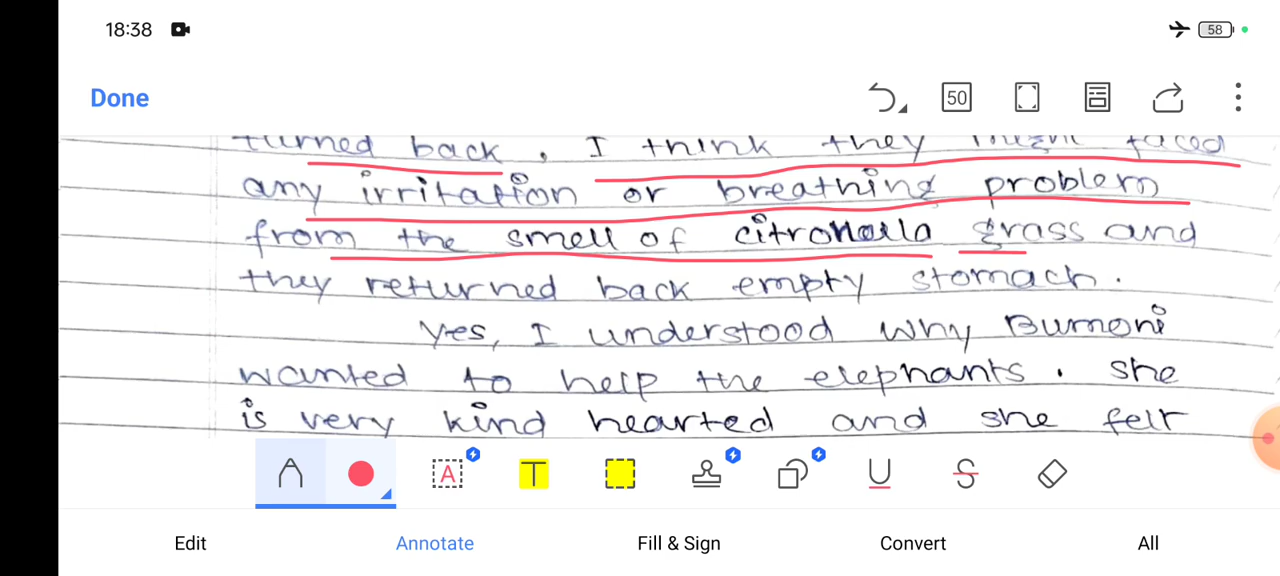 18:38
58
Done
50
turned back. I think they might faced
any irritation or breathing problem
from the smell of citronella grass and
they returned back empty stomach.
Yes, I understood why Bumoni
wanted to help the elephants. she
is very kind hearted and she felt
A
T
U
S
Edit
Annotate
Fill & Sign
Convert
All